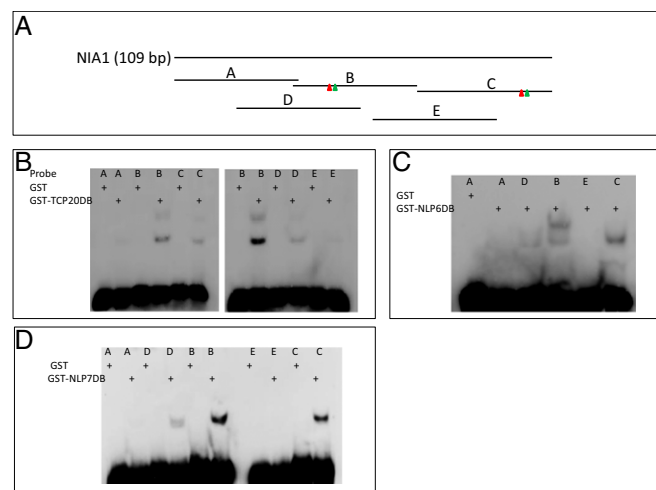 A
NIA1 (109 bp)
A
B
C
D
E
B
Probe A A B B C C B B D D E E
GST + + + + + +
GST-TCP20DB + + + + + +
C
A A D B E C
GST +
GST-NLP6DB + + + + +
D
A A D D B B E E C C
GST + + + + +
GST-NLP7DB + + + + +